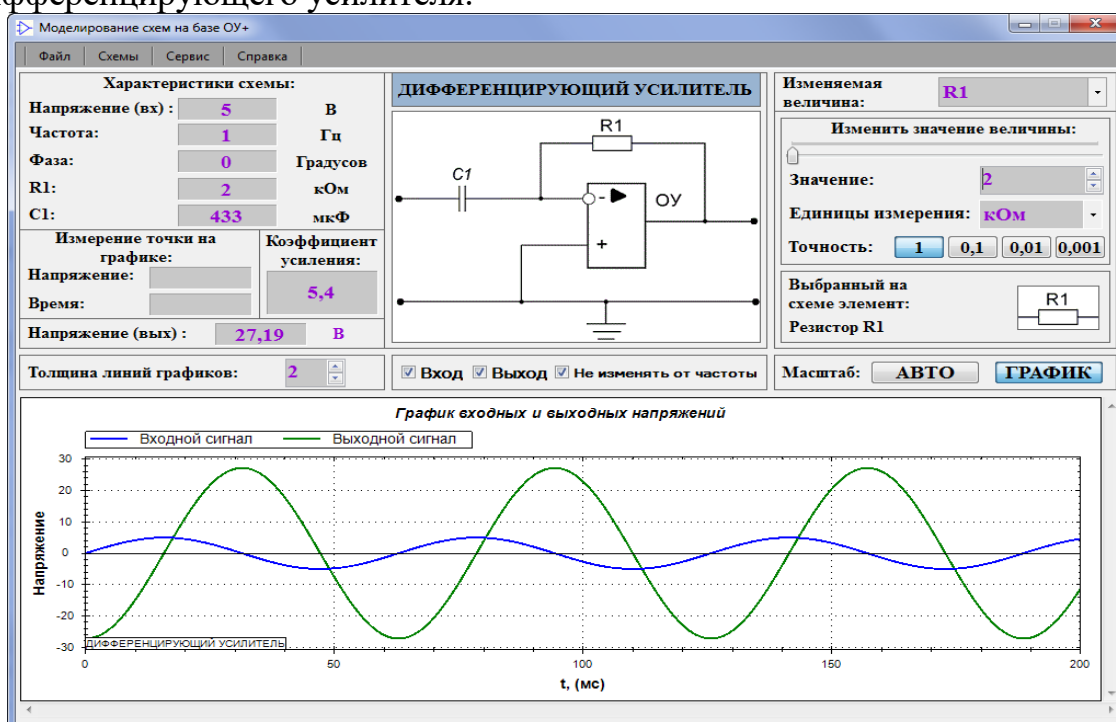 дифференцирующего усилителя.
Моделирование схем на базе ОУ+
Файл Схемы Сервис Справка
Характеристики схемы:
Напряжение (вх) : 5 В
Частота: 1 Гц
Фаза: 0 Градусов
R1: 2 кОм
C1: 433 мкФ
Измерение точки на
графике:
Напряжение:
Время:
Коэффициент
усиления:
5,4
Напряжение (вых) : 27,19 В
ДИФФЕРЕНЦИРУЮЩИЙ УСИЛИТЕЛЬ
R1
C1
- ОУ
+
Изменяемая
величина:
R1
Изменить значение величины:
Значение: 2
Единицы измерения: кОм
Точность: 1 0,1 0,01 0,001
Выбранный на
схеме элемент:
Резистор R1
R1
Толщина линий графиков: 2
Вход Выход Не изменять от частоты
Масштаб: АВТО ГРАФИК
График входных и выходных напряжений
Входной сигнал Выходной сигнал
Напряжение
30
20
10
0
-10
-20
-30
ДИФФЕРЕНЦИРУЮЩИЙ УСИЛИТЕЛЬ
0 50 100 150 200
t, (мс)